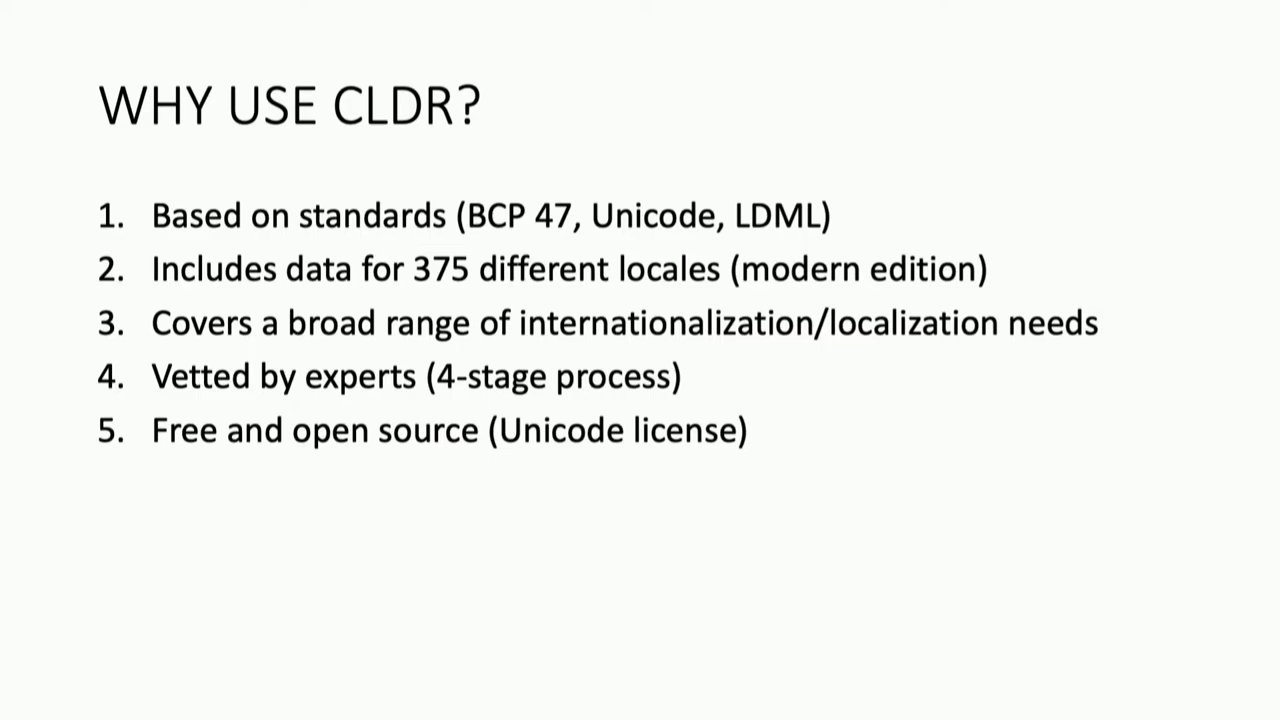 WHY USE CLDR?
1. Based on standards (BCP 47, Unicode, LDML)
2. Includes data for 375 different locales (modern edition)
3. Covers a broad range of internationalization/localization needs
4. Vetted by experts (4-stage process)
5. Free and open source (Unicode license)